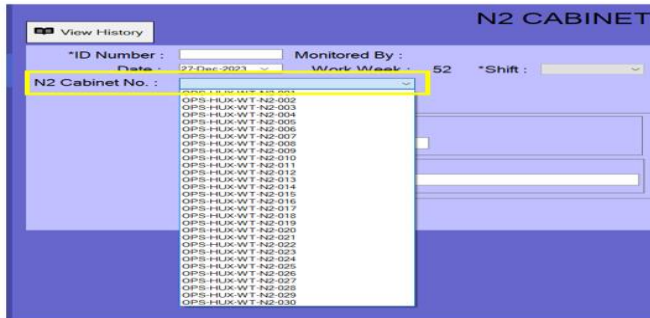 N2 CABINET
View History
*ID Number :
Monitored By :
Date : 27-Dec-2023 Work Week : 52 *Shift :
N2 Cabinet No. :
OPS-HUX-WT-N2-001
OPS-HUX-WT-N2-002
OPS-HUX-WT-N2-003
OPS-HUX-WT-N2-004
OPS-HUX-WT-N2-005
OPS-HUX-WT-N2-006
OPS-HUX-WT-N2-007
OPS-HUX-WT-N2-008
OPS-HUX-WT-N2-009
OPS-HUX-WT-N2-010
OPS-HUX-WT-N2-011
OPS-HUX-WT-N2-012
OPS-HUX-WT-N2-013
OPS-HUX-WT-N2-014
OPS-HUX-WT-N2-015
OPS-HUX-WT-N2-016
OPS-HUX-WT-N2-017
OPS-HUX-WT-N2-018
OPS-HUX-WT-N2-019
OPS-HUX-WT-N2-020
OPS-HUX-WT-N2-021
OPS-HUX-WT-N2-022
OPS-HUX-WT-N2-023
OPS-HUX-WT-N2-024
OPS-HUX-WT-N2-025
OPS-HUX-WT-N2-026
OPS-HUX-WT-N2-027
OPS-HUX-WT-N2-028
OPS-HUX-WT-N2-029
OPS-HUX-WT-N2-030